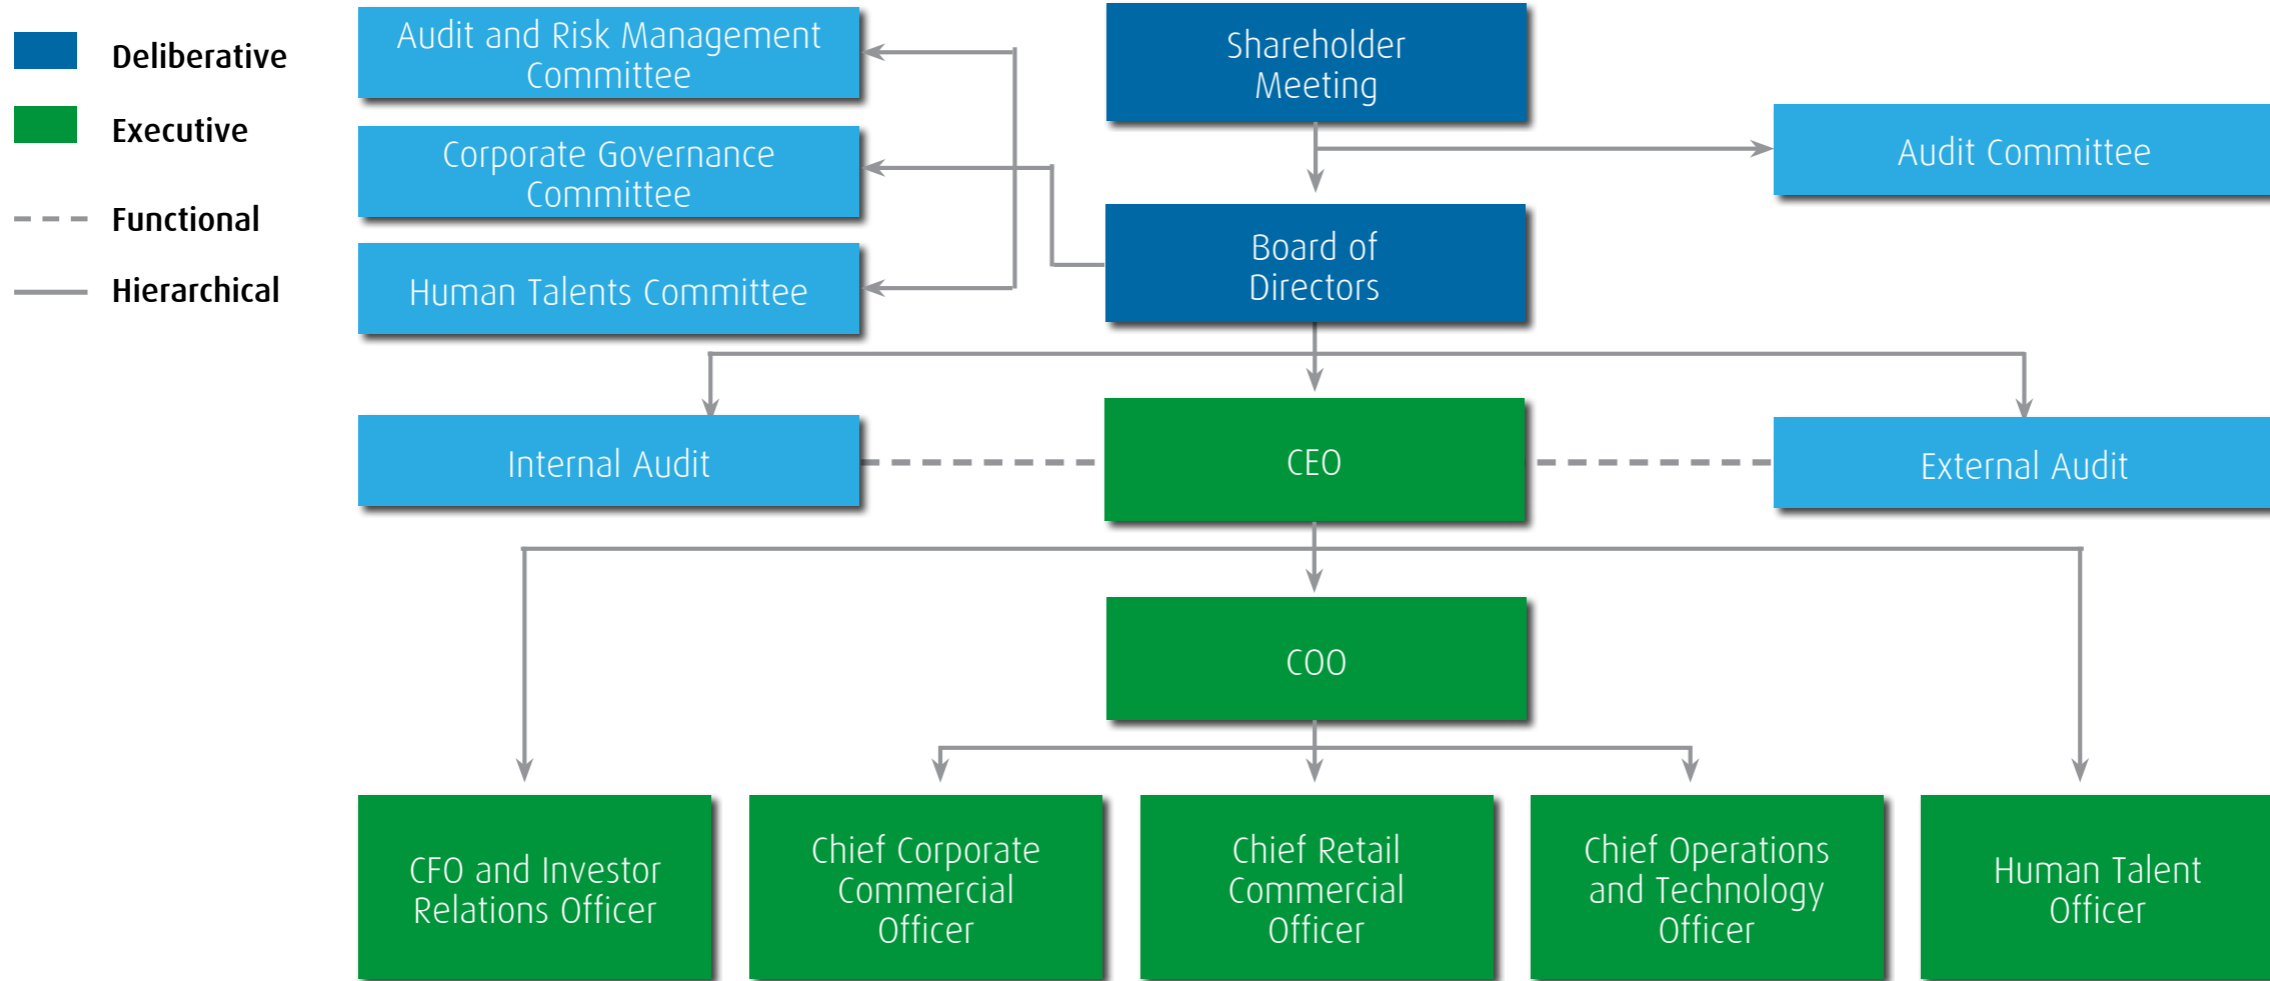 Deliberative
Executive
Functional
Hierarchical
Audit and Risk Management
Committee
Corporate Governance
Committee
Human Talents Committee
Shareholder
Meeting
Audit Committee
Board of
Directors
Internal Audit
CEO
External Audit
COO
CFO and Investor
Relations Officer
Chief Corporate
Commercial
Officer
Chief Retail
Commercial
Officer
Chief Operations
and Technology
Officer
Human Talent
Officer